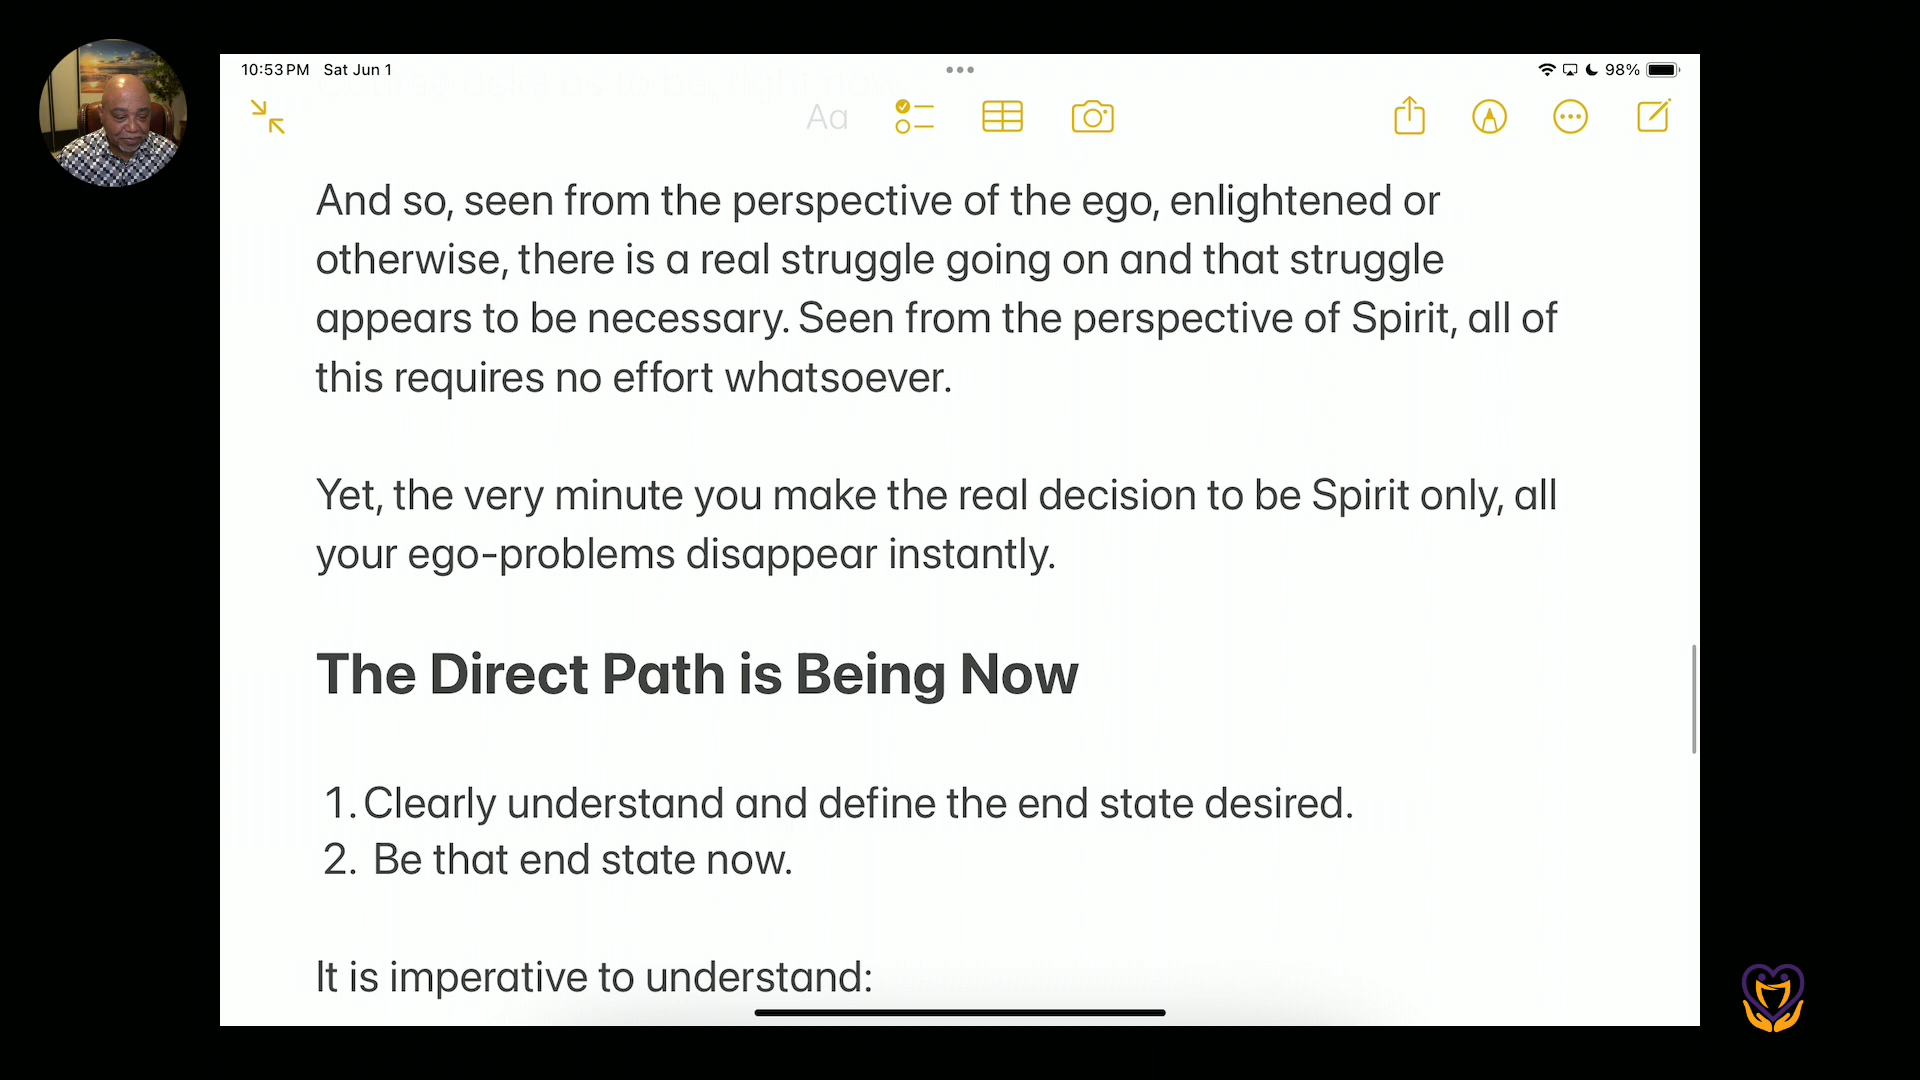 10:53 PM Sat Jun 1
98%
Aa
And so, seen from the perspective of the ego, enlightened or
otherwise, there is a real struggle going on and that struggle
appears to be necessary. Seen from the perspective of Spirit, all of
this requires no effort whatsoever.
Yet, the very minute you make the real decision to be Spirit only, all
your ego-problems disappear instantly.
The Direct Path is Being Now
1. Clearly understand and define the end state desired.
2. Be that end state now.
It is imperative to understand: